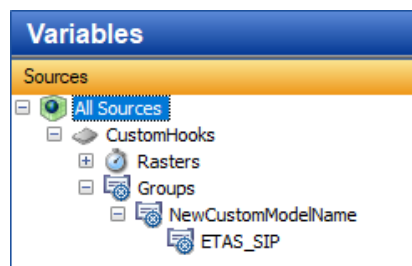 Variables
Sources
All Sources
CustomHooks
Rasters
Groups
NewCustomModelName
ETAS_SIP